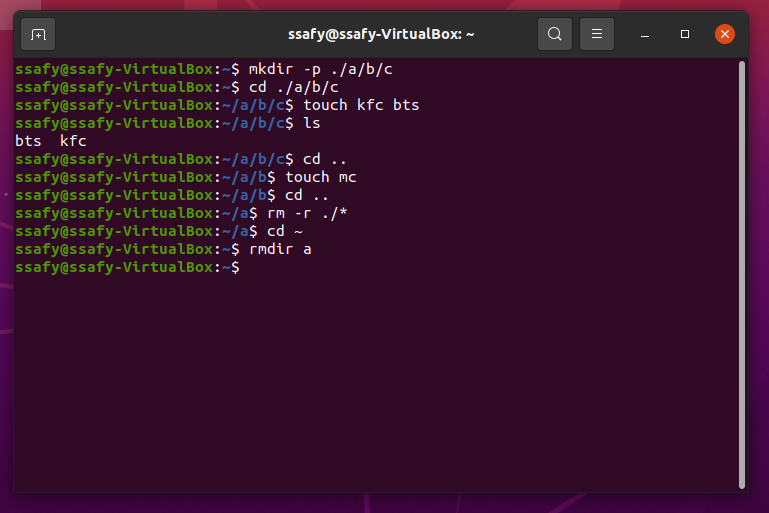 ssafy@ssafy-VirtualBox: ~
ssafy@ssafy-VirtualBox:~$ mkdir -p ./a/b/c
ssafy@ssafy-VirtualBox:~$ cd ./a/b/c
ssafy@ssafy-VirtualBox:~/a/b/c$ touch kfc bts
ssafy@ssafy-VirtualBox:~/a/b/c$ ls
bts  kfc
ssafy@ssafy-VirtualBox:~/a/b/c$ cd ..
ssafy@ssafy-VirtualBox:~/a/b$ touch mc
ssafy@ssafy-VirtualBox:~/a/b$ cd ..
ssafy@ssafy-VirtualBox:~/a$ rm -r ./*
ssafy@ssafy-VirtualBox:~/a$ cd ~
ssafy@ssafy-VirtualBox:~$ rmdir a
ssafy@ssafy-VirtualBox:~$